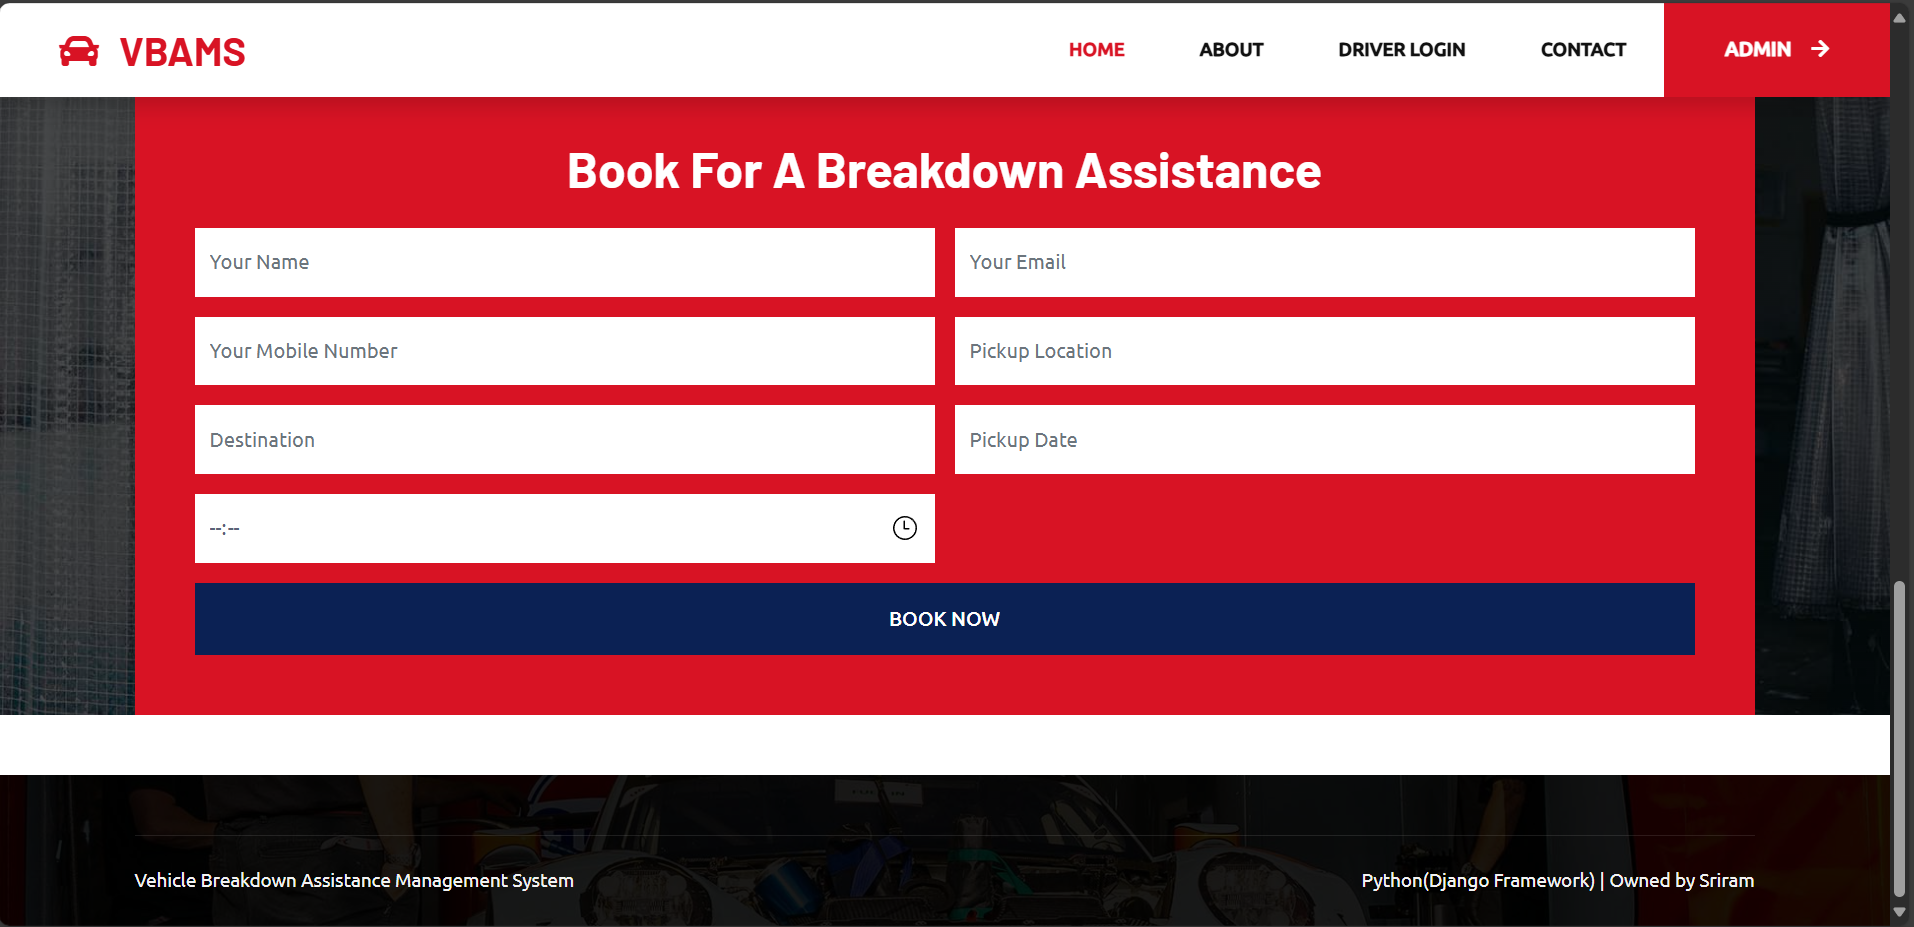 VBAMS
HOME
ABOUT
DRIVER LOGIN
CONTACT
ADMIN
Book For A Breakdown Assistance
Your Name
Your Email
Your Mobile Number
Pickup Location
Destination
Pickup Date
--:--
BOOK NOW
Vehicle Breakdown Assistance Management System
Python(Django Framework) | Owned by Sriram